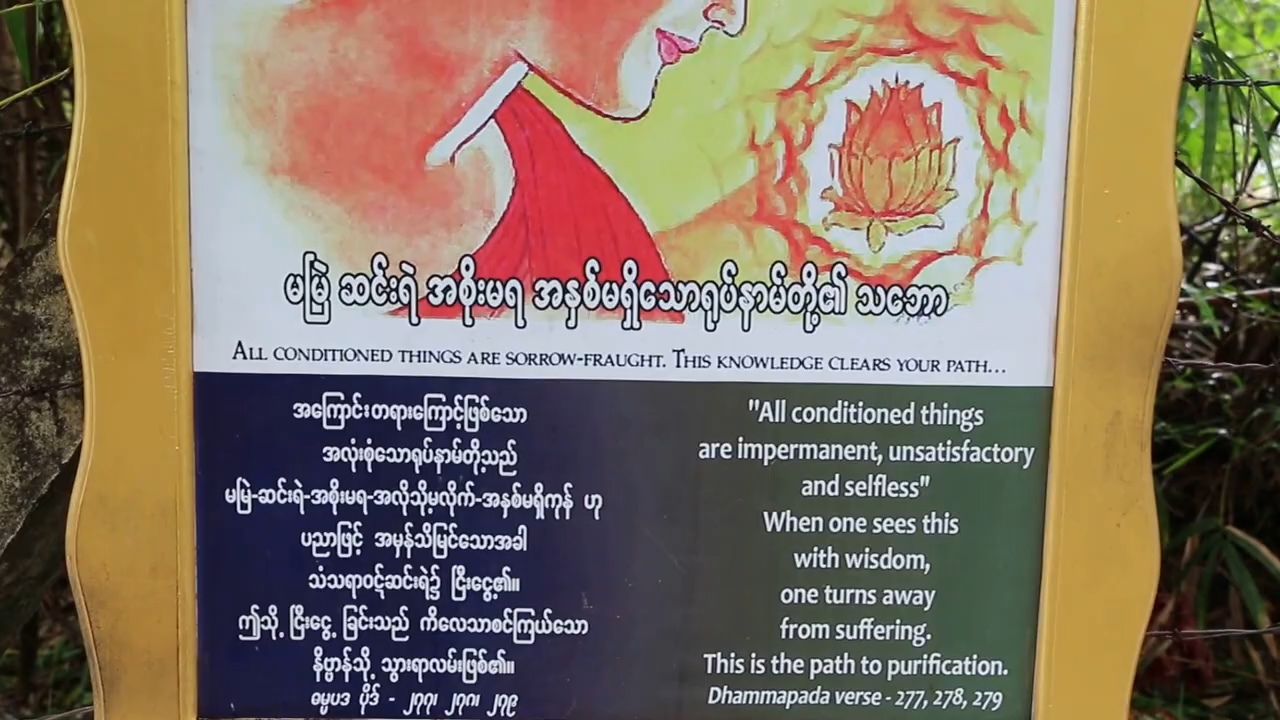 မမြဲ ဆင်းရဲ အစိုးမရ အနှစ်မရှိသောရုပ်နာမ်တို့၏ သဘော
ALL CONDITIONED THINGS ARE SORROW-FRAUGHT. THIS KNOWLEDGE CLEARS YOUR PATH...
အကြောင်းတရားကြောင့်ဖြစ်သော
အလုံးစုံသောရုပ်နာမ်တို့သည်
မမြဲ-ဆင်းရဲ-အစိုးမရ-အလိုသို့မလိုက်-အနှစ်မရှိကုန် ဟု
ပညာဖြင့် အမှန်သိမြင်သောအခါ
သံသရာဝဋ်ဆင်းရဲ၌ ငြီးငွေ့၏။
ဤသို့ ငြီးငွေ့ ခြင်းသည် ကိလေသာစင်ကြယ်သော
နိဗ္ဗာန်သို့ သွားရာလမ်းဖြစ်၏။
ဓမ္မပဒ ပိုဒ် - ၂၇၇၊ ၂၇၈၊ ၂၇၉
"All conditioned things
are impermanent, unsatisfactory
and selfless"
When one sees this
with wisdom,
one turns away
from suffering.
This is the path to purification.
Dhammapada verse - 277, 278, 279